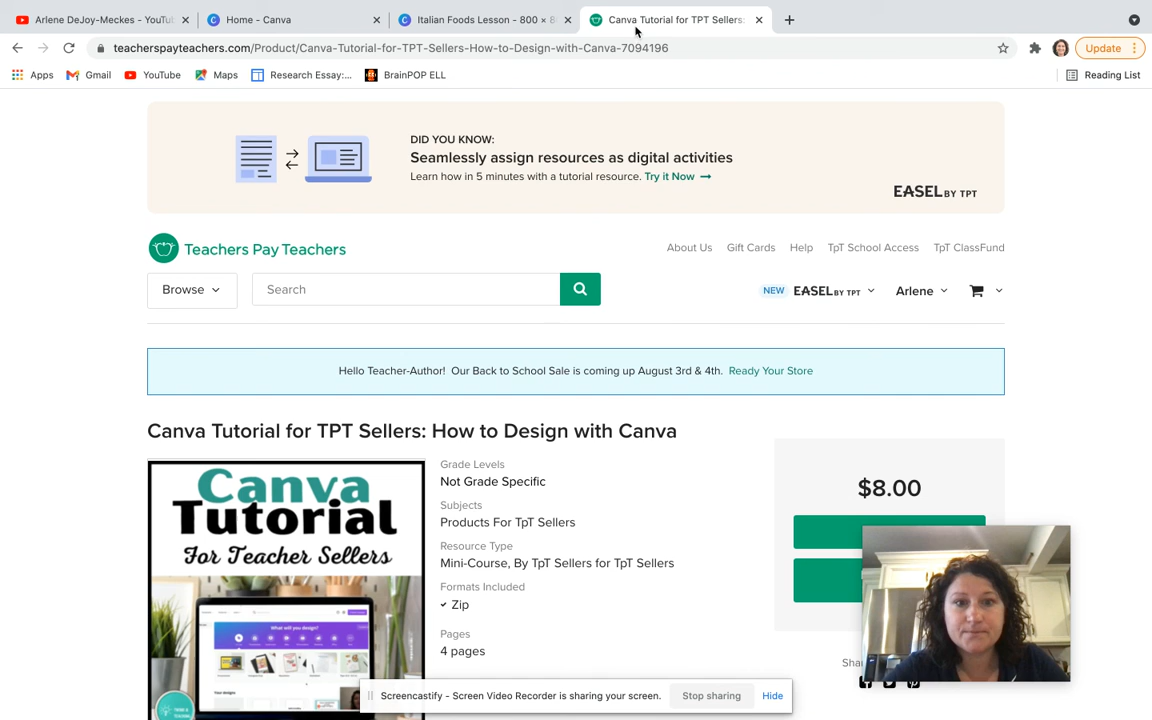 Arlene DeJoy-Meckes - YouTu
Home - Canva
Italian Foods Lesson - 800 × 8
Canva Tutorial for TPT Sellers:
teacherspayteachers.com/Product/Canva-Tutorial-for-TPT-Sellers-How-to-Design-with-Canva-7094196
Update
Apps
Gmail
YouTube
Maps
Research Essay:...
BrainPOP ELL
Reading List
DID YOU KNOW:
Seamlessly assign resources as digital activities
Learn how in 5 minutes with a tutorial resource. Try it Now →
EASEL BY TPT
Teachers Pay Teachers
About Us
Gift Cards
Help
TpT School Access
TpT ClassFund
Browse
Search
NEW EASEL BY TPT
Arlene
Hello Teacher-Author! Our Back to School Sale is coming up August 3rd & 4th. Ready Your Store
Canva Tutorial for TPT Sellers: How to Design with Canva
Canva
Tutorial
For Teacher Sellers
What will you design?
Grade Levels
Not Grade Specific
Subjects
Products For TpT Sellers
Resource Type
Mini-Course, By TpT Sellers for TpT Sellers
Formats Included
Zip
Pages
4 pages
$8.00
Shar
Screencastify - Screen Video Recorder is sharing your screen.
Stop sharing
Hide